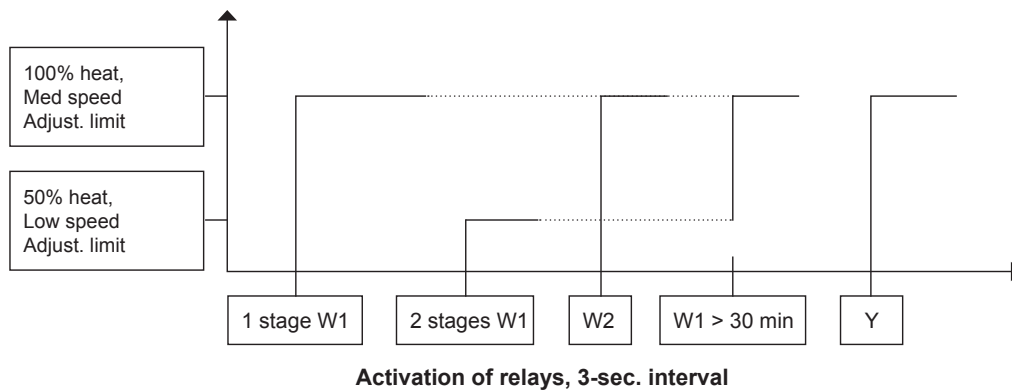 100% heat,
Med speed
Adjust. limit
50% heat,
Low speed
Adjust. limit
1 stage W1
2 stages W1
W2
W1 > 30 min
Y
Activation of relays, 3-sec. interval